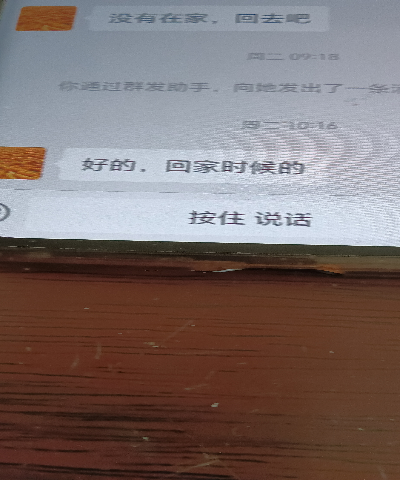 没有在家，回去吧
周二 09:18
你通过群发助手，向她发出了一条
周二 10:16
好的，回家时候的
按住 说话